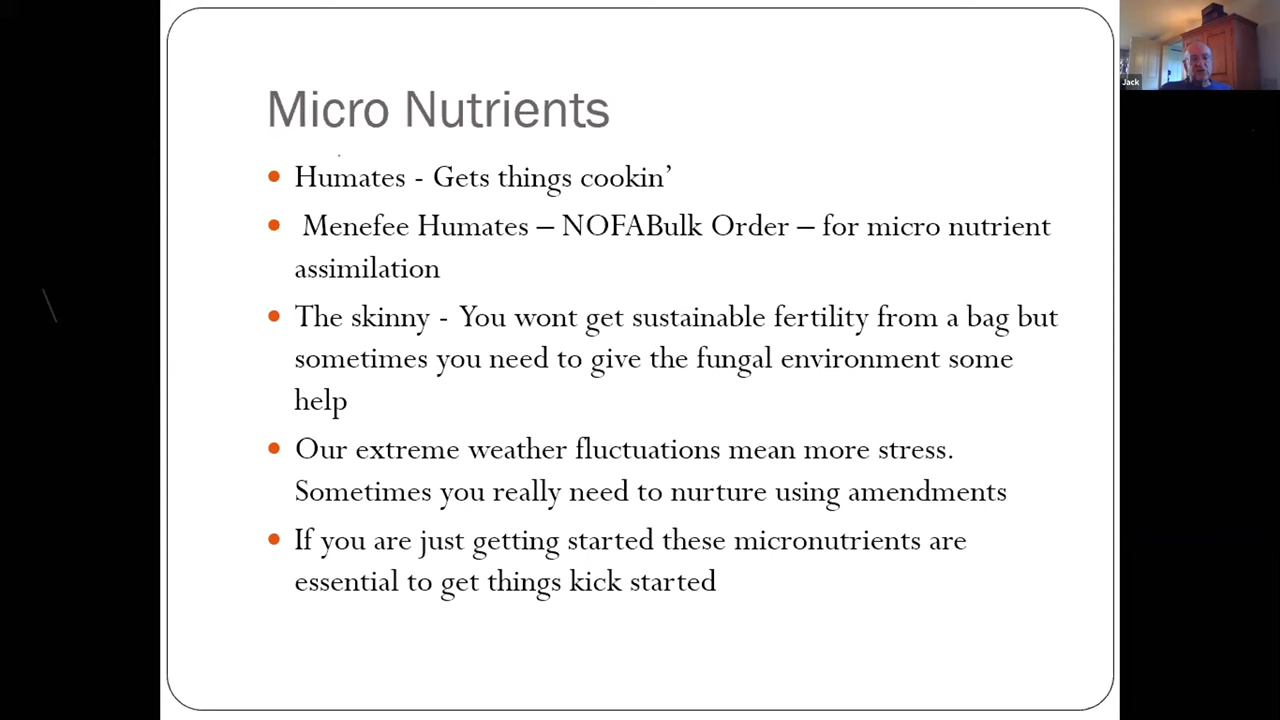 Micro Nutrients
Humates - Gets things cookin’
Menefee Humates – NOFABulk Order – for micro nutrient
assimilation
The skinny - You wont get sustainable fertility from a bag but
sometimes you need to give the fungal environment some
help
Our extreme weather fluctuations mean more stress.
Sometimes you really need to nurture using amendments
If you are just getting started these micronutrients are
essential to get things kick started
Jack